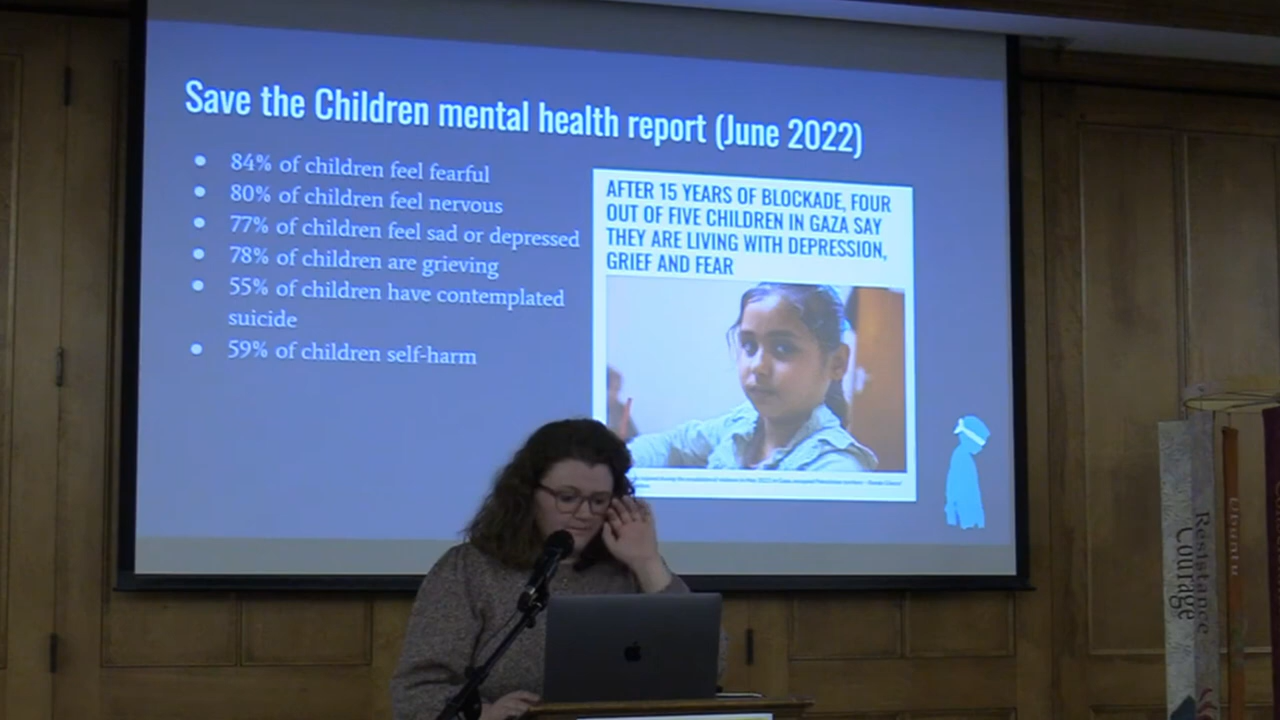 Save the Children mental health report (June 2022)
● 84% of children feel fearful
● 80% of children feel nervous
● 77% of children feel sad or depressed
● 78% of children are grieving
● 55% of children have contemplated
suicide
● 59% of children self-harm
AFTER 15 YEARS OF BLOCKADE, FOUR
OUT OF FIVE CHILDREN IN GAZA SAY
THEY ARE LIVING WITH DEPRESSION,
GRIEF AND FEAR
Resistance
Courage
Ubuntu